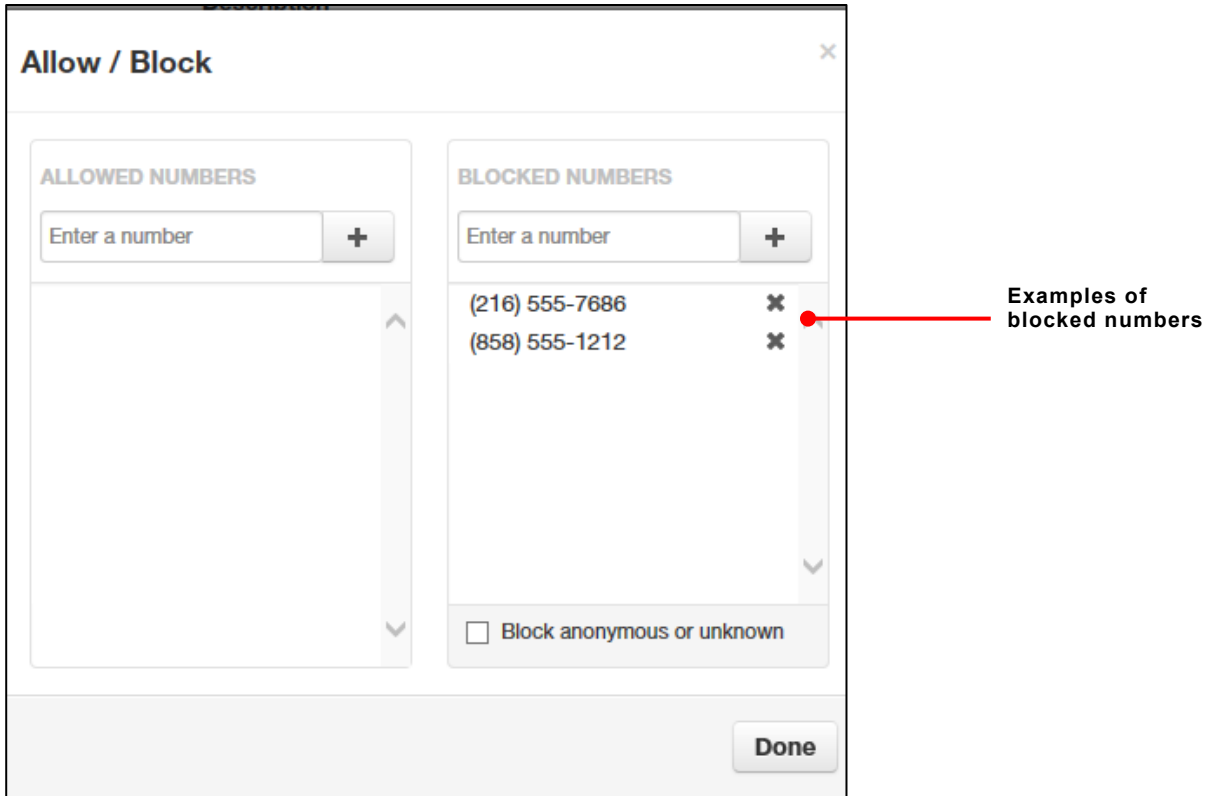 Description
Allow / Block
×
ALLOWED NUMBERS
Enter a number
+
BLOCKED NUMBERS
Enter a number
+
(216) 555-7686 ✖
(858) 555-1212 ✖
Block anonymous or unknown
Done
Examples of
blocked numbers